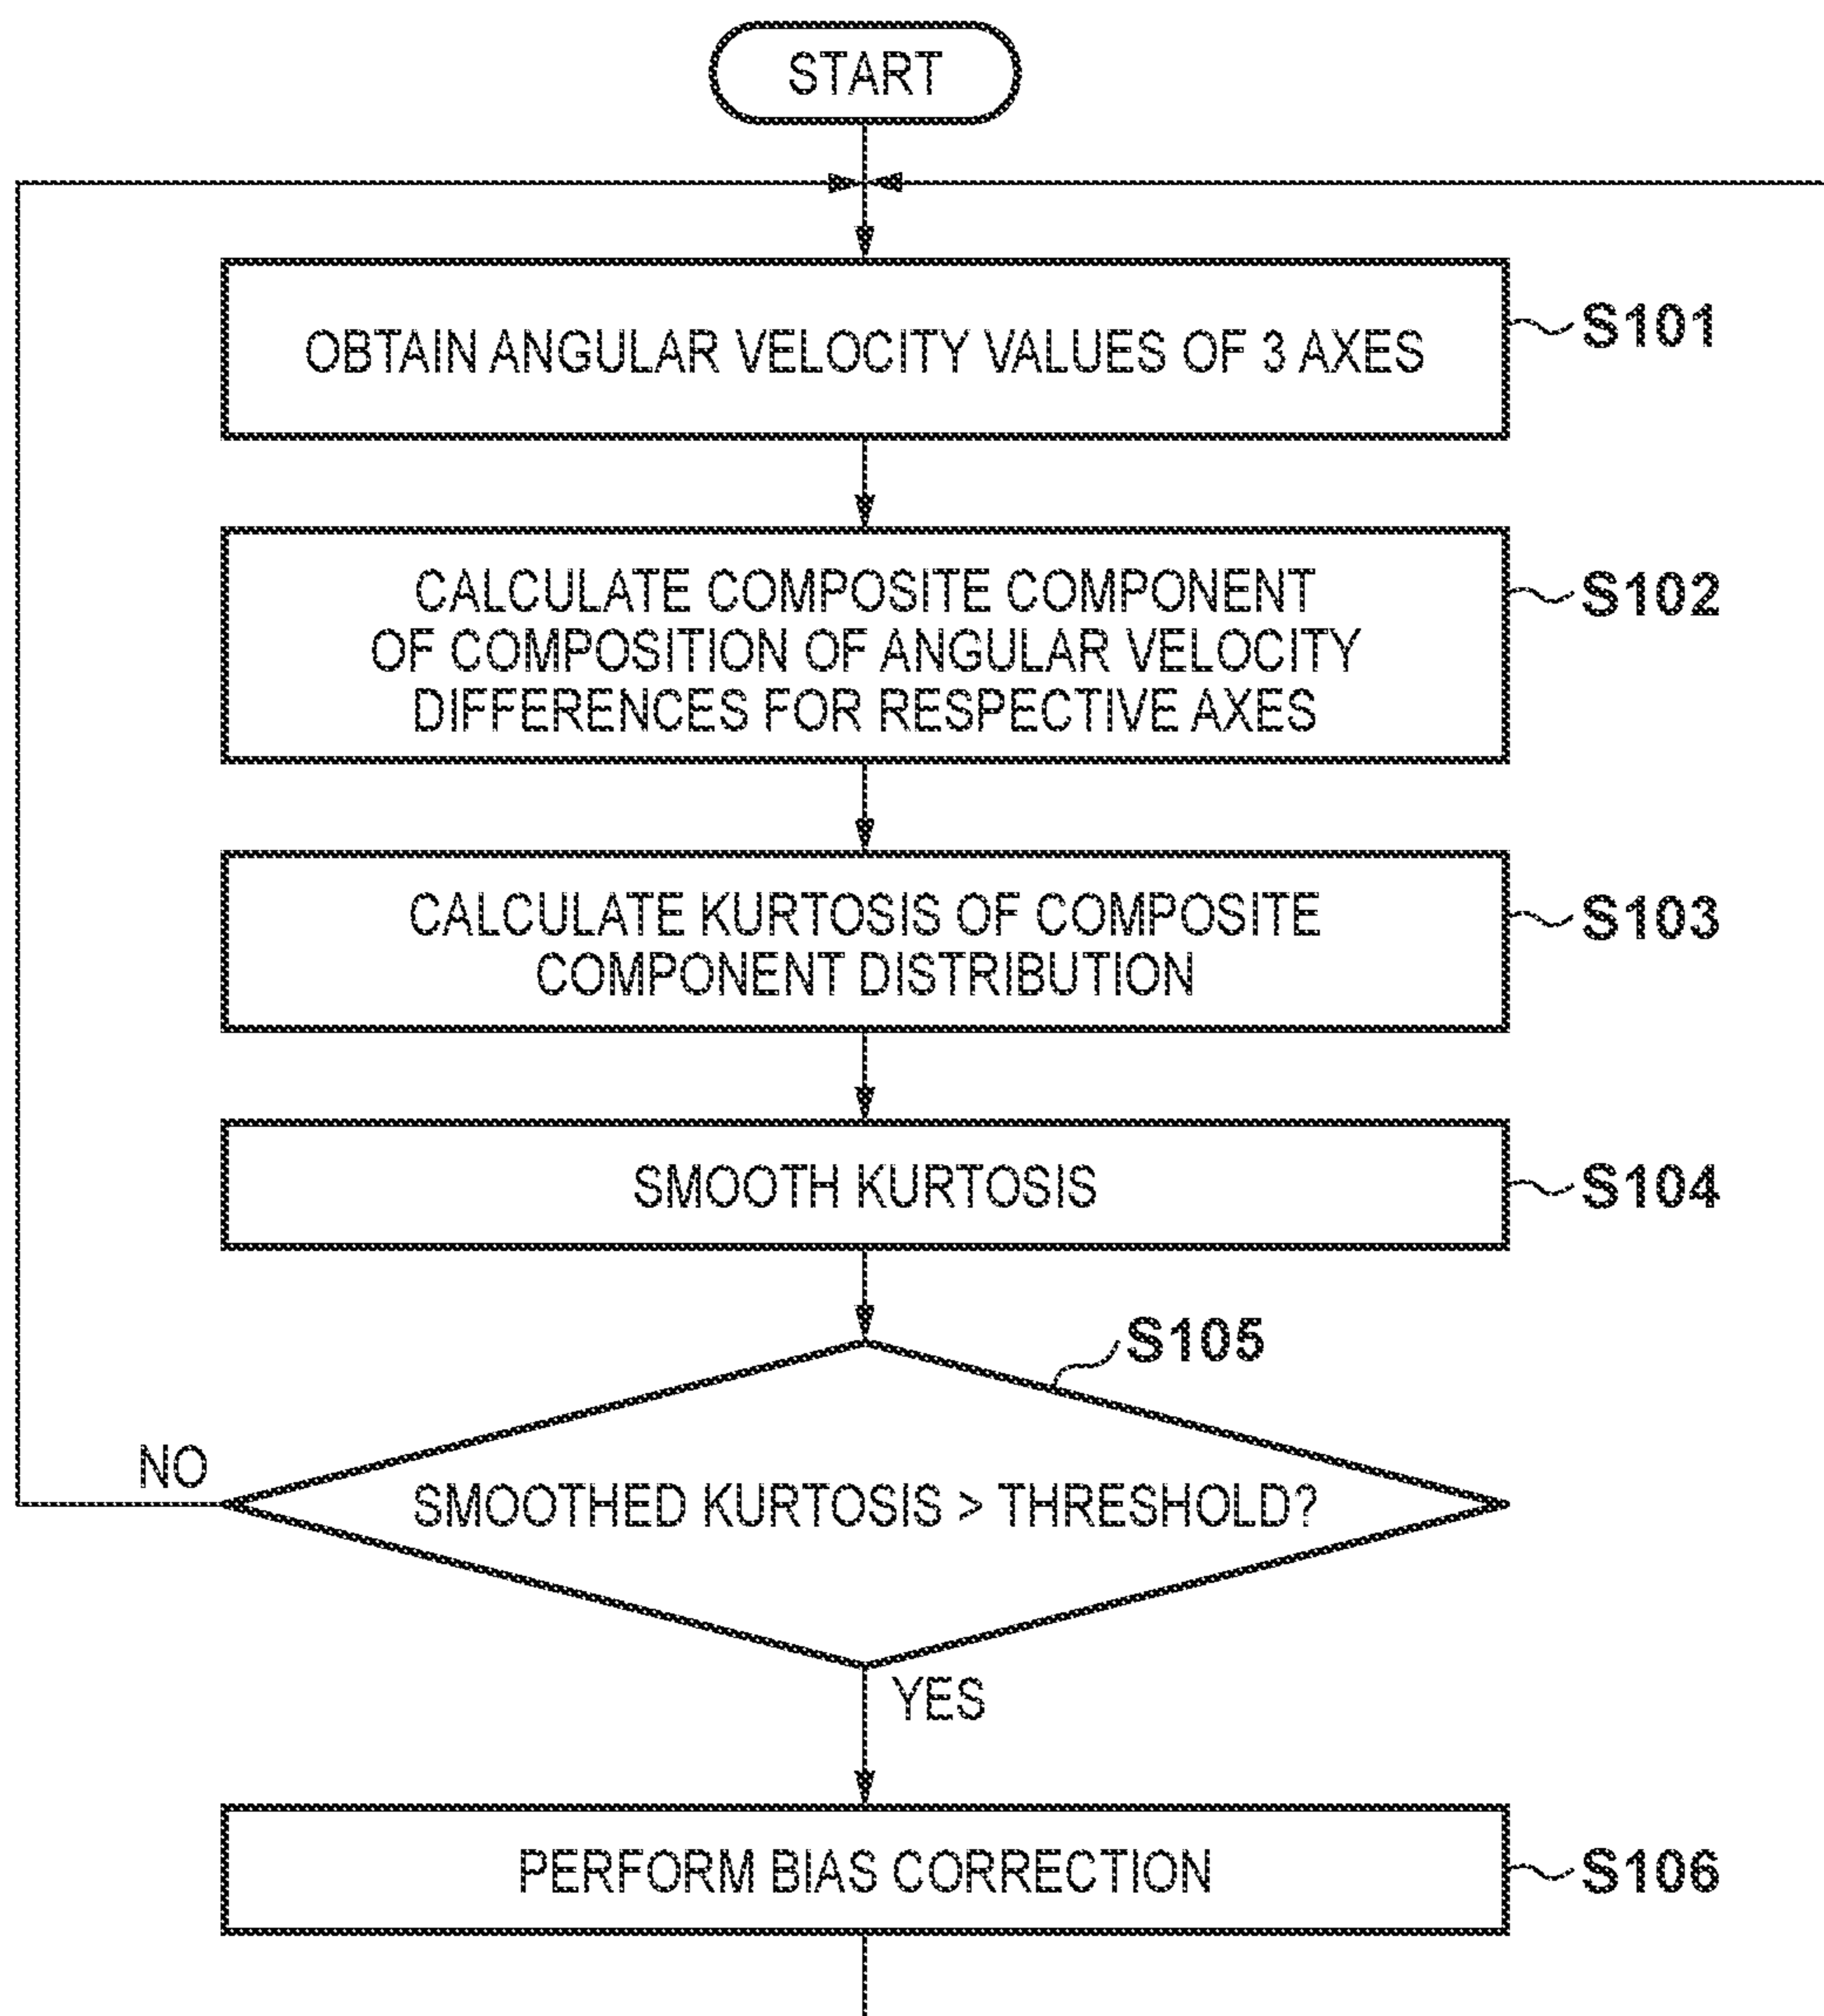 START
OBTAIN ANGULAR VELOCITY VALUES OF 3 AXES
S101
CALCULATE COMPOSITE COMPONENT
OF COMPOSITION OF ANGULAR VELOCITY
DIFFERENCES FOR RESPECTIVE AXES
S102
CALCULATE KURTOSIS OF COMPOSITE
COMPONENT DISTRIBUTION
S103
SMOOTH KURTOSIS
S104
S105
NO
SMOOTHED KURTOSIS > THRESHOLD?
YES
PERFORM BIAS CORRECTION
S106